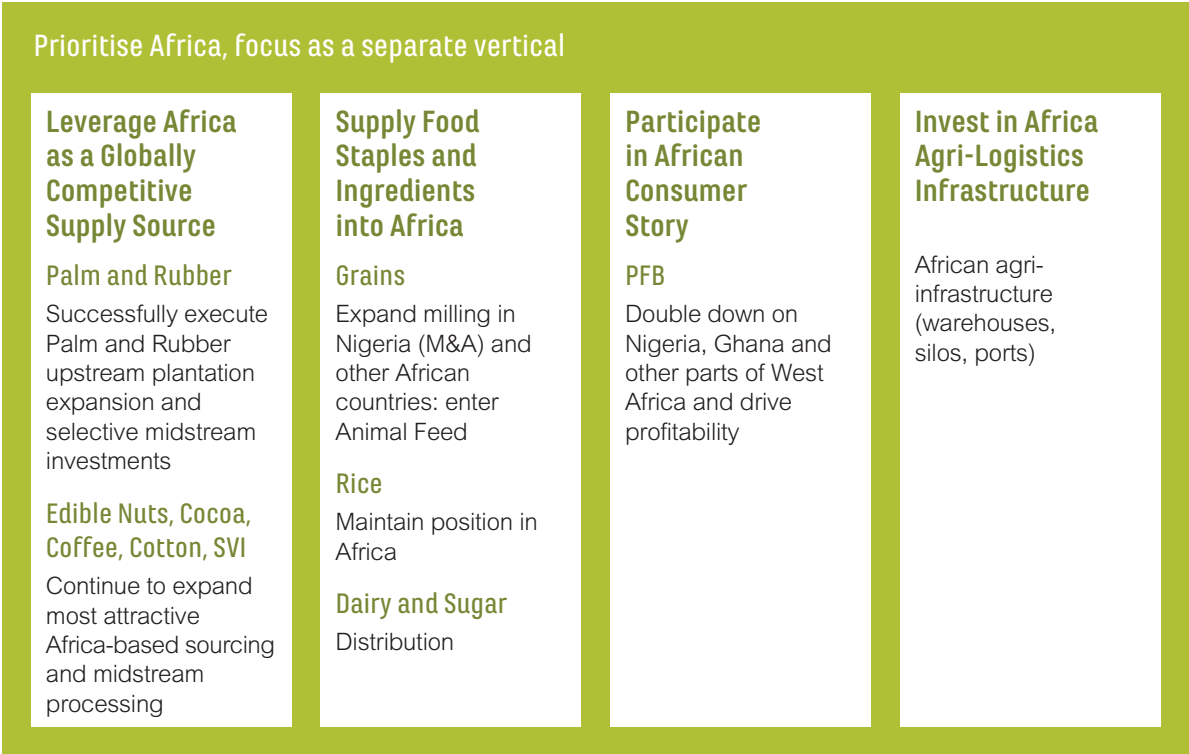 Prioritise Africa, focus as a separate vertical
Leverage Africa
as a Globally
Competitive
Supply Source
Palm and Rubber
Successfully execute
Palm and Rubber
upstream plantation
expansion and
selective midstream
investments
Edible Nuts, Cocoa,
Coffee, Cotton, SVI
Continue to expand
most attractive
Africa-based sourcing
and midstream
processing
Supply Food
Staples and
Ingredients
into Africa
Grains
Expand milling in
Nigeria (M&A) and
other African
countries: enter
Animal Feed
Rice
Maintain position in
Africa
Dairy and Sugar
Distribution
Participate
in African
Consumer
Story
PFB
Double down on
Nigeria, Ghana and
other parts of West
Africa and drive
profitability
Invest in Africa
Agri-Logistics
Infrastructure
African agri-
infrastructure
(warehouses,
silos, ports)